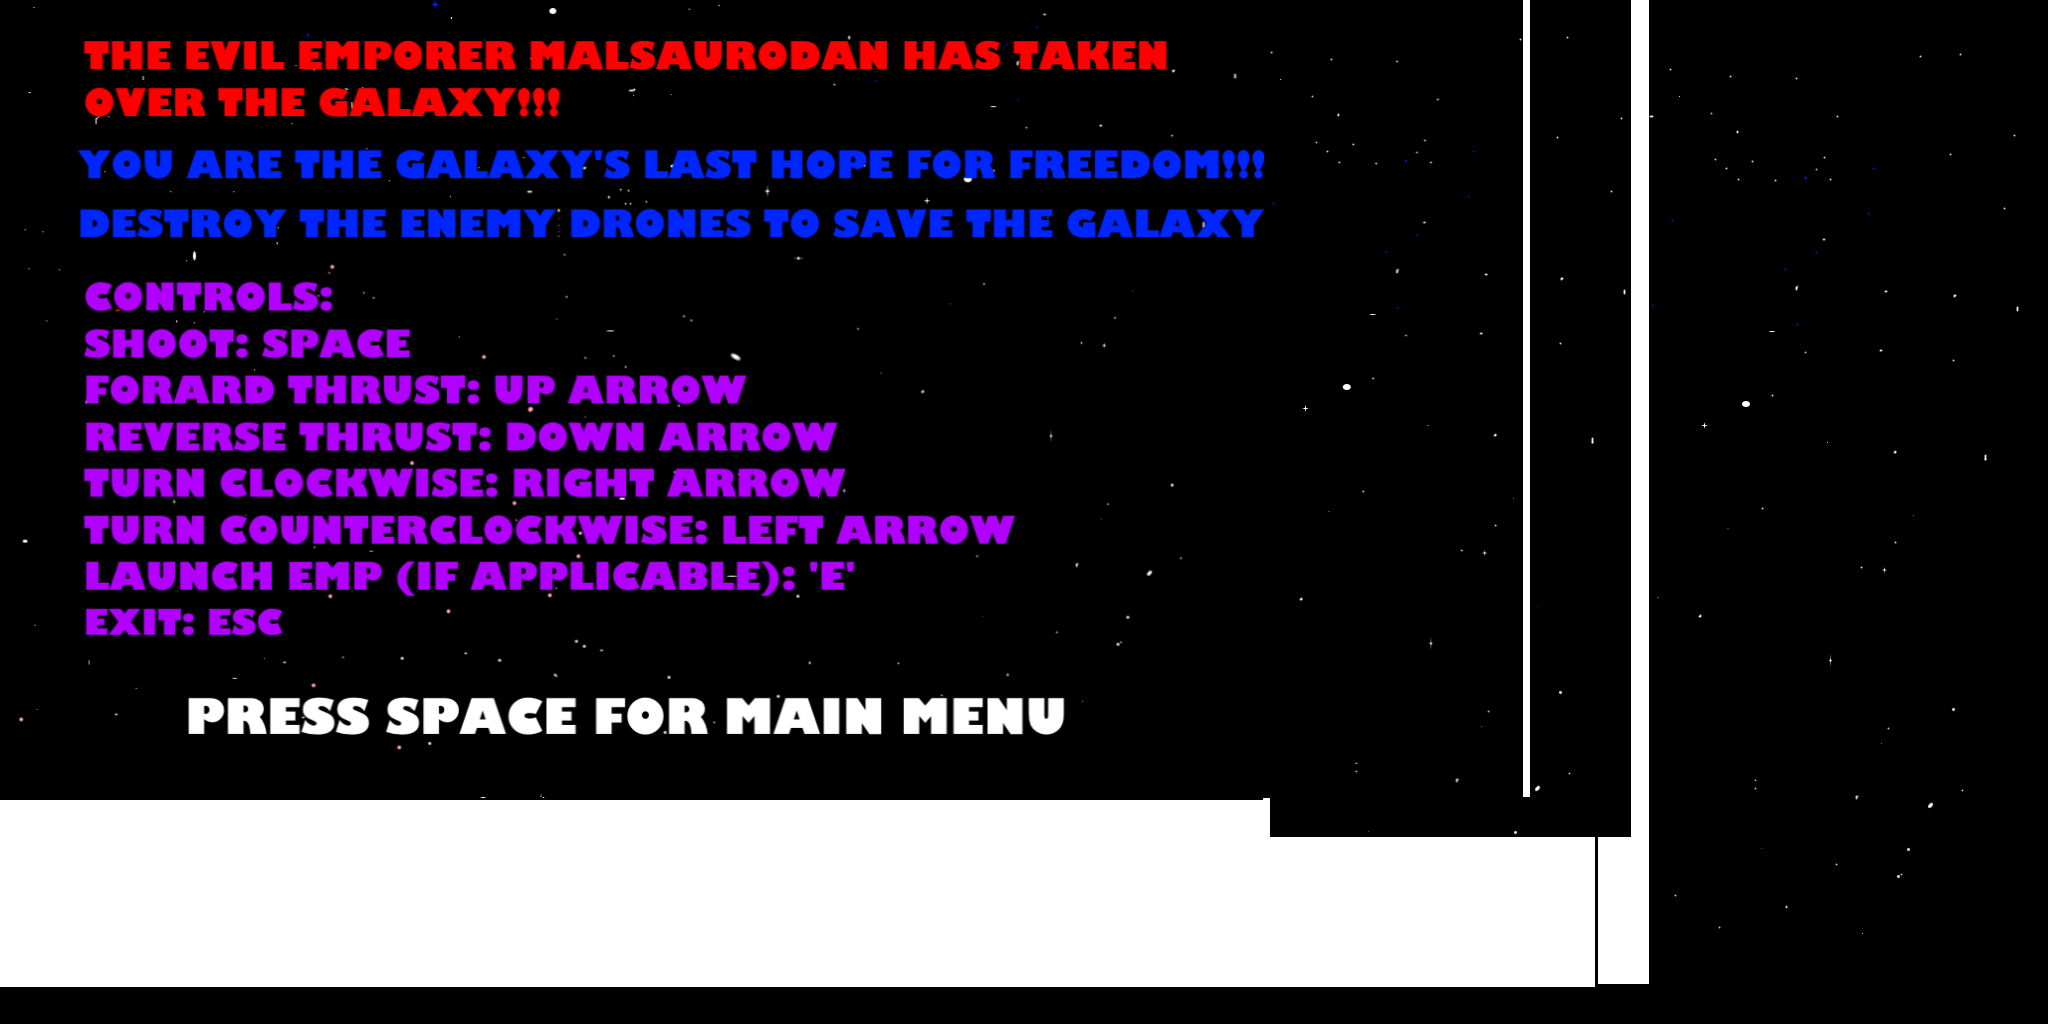 THE EVIL EMPORER MALSAURODAN HAS TAKEN
OVER THE GALAXY!!!
YOU ARE THE GALAXY'S LAST HOPE FOR FREEDOM!!!
DESTROY THE ENEMY DRONES TO SAVE THE GALAXY
CONTROLS:
SHOOT: SPACE
FORARD THRUST: UP ARROW
REVERSE THRUST: DOWN ARROW
TURN CLOCKWISE: RIGHT ARROW
TURN COUNTERCLOCKWISE: LEFT ARROW
LAUNCH EMP (IF APPLICABLE): 'E'
EXIT: ESC
PRESS SPACE FOR MAIN MENU